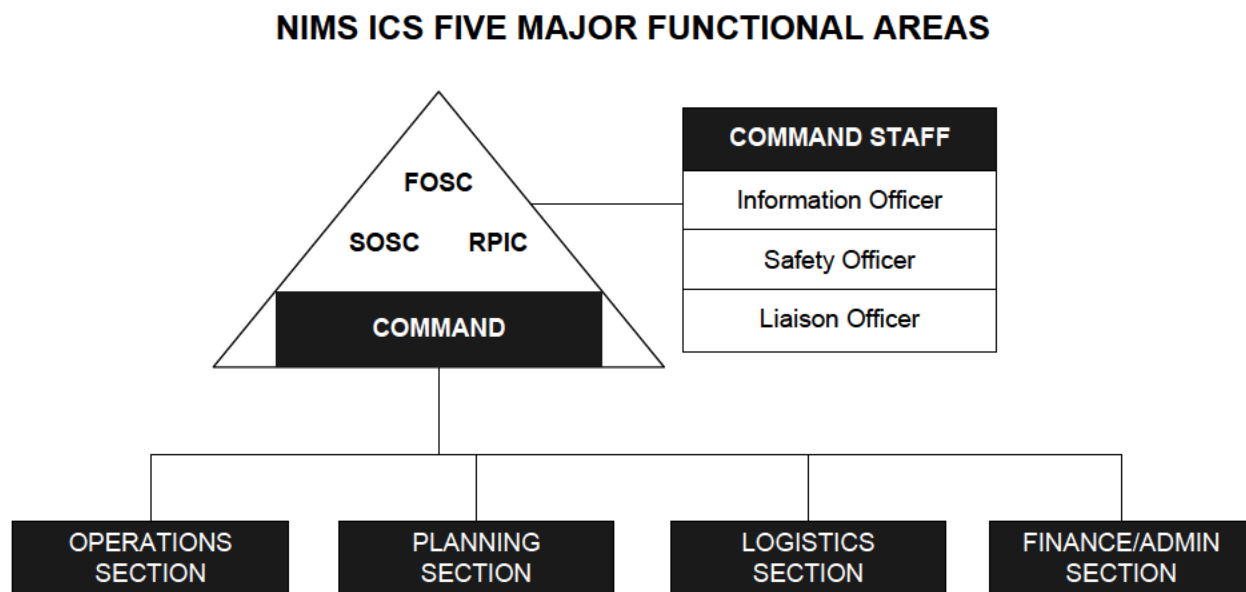 NIMS ICS FIVE MAJOR FUNCTIONAL AREAS
FOSC
SOSC RPIC
COMMAND
COMMAND STAFF
Information Officer
Safety Officer
Liaison Officer
OPERATIONS
SECTION
PLANNING
SECTION
LOGISTICS
SECTION
FINANCE/ADMIN
SECTION